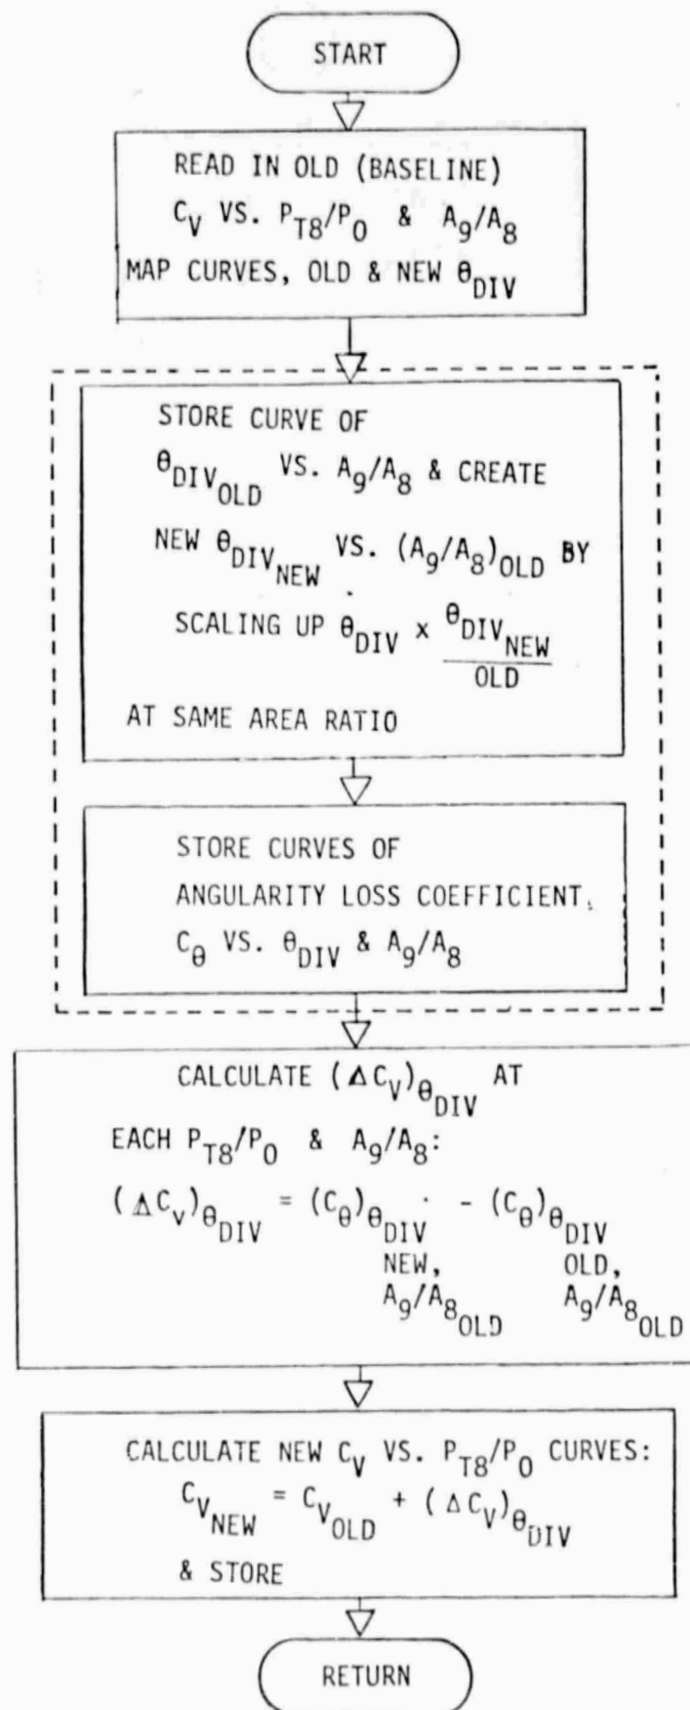 START
READ IN OLD (BASELINE)
C_V VS. P_T8/P_0 & A_9/A_8
MAP CURVES, OLD & NEW θ_DIV
STORE CURVE OF
θ_DIV_OLD VS. A_9/A_8 & CREATE
NEW θ_DIV_NEW VS. (A_9/A_8)_OLD BY
SCALING UP θ_DIV x θ_DIV_NEW
OLD
AT SAME AREA RATIO
STORE CURVES OF
ANGULARITY LOSS COEFFICIENT,
C_θ VS. θ_DIV & A_9/A_8
CALCULATE (ΔC_V)_θ_DIV AT
EACH P_T8/P_0 & A_9/A_8:
(ΔC_v)_θ_DIV = (C_θ)_θ_DIV - (C_θ)_θ_DIV
NEW, OLD,
A_9/A_8_OLD A_9/A_8_OLD
CALCULATE NEW C_V VS. P_T8/P_0 CURVES:
C_V_NEW = C_V_OLD + (ΔC_V)_θ_DIV
& STORE
RETURN